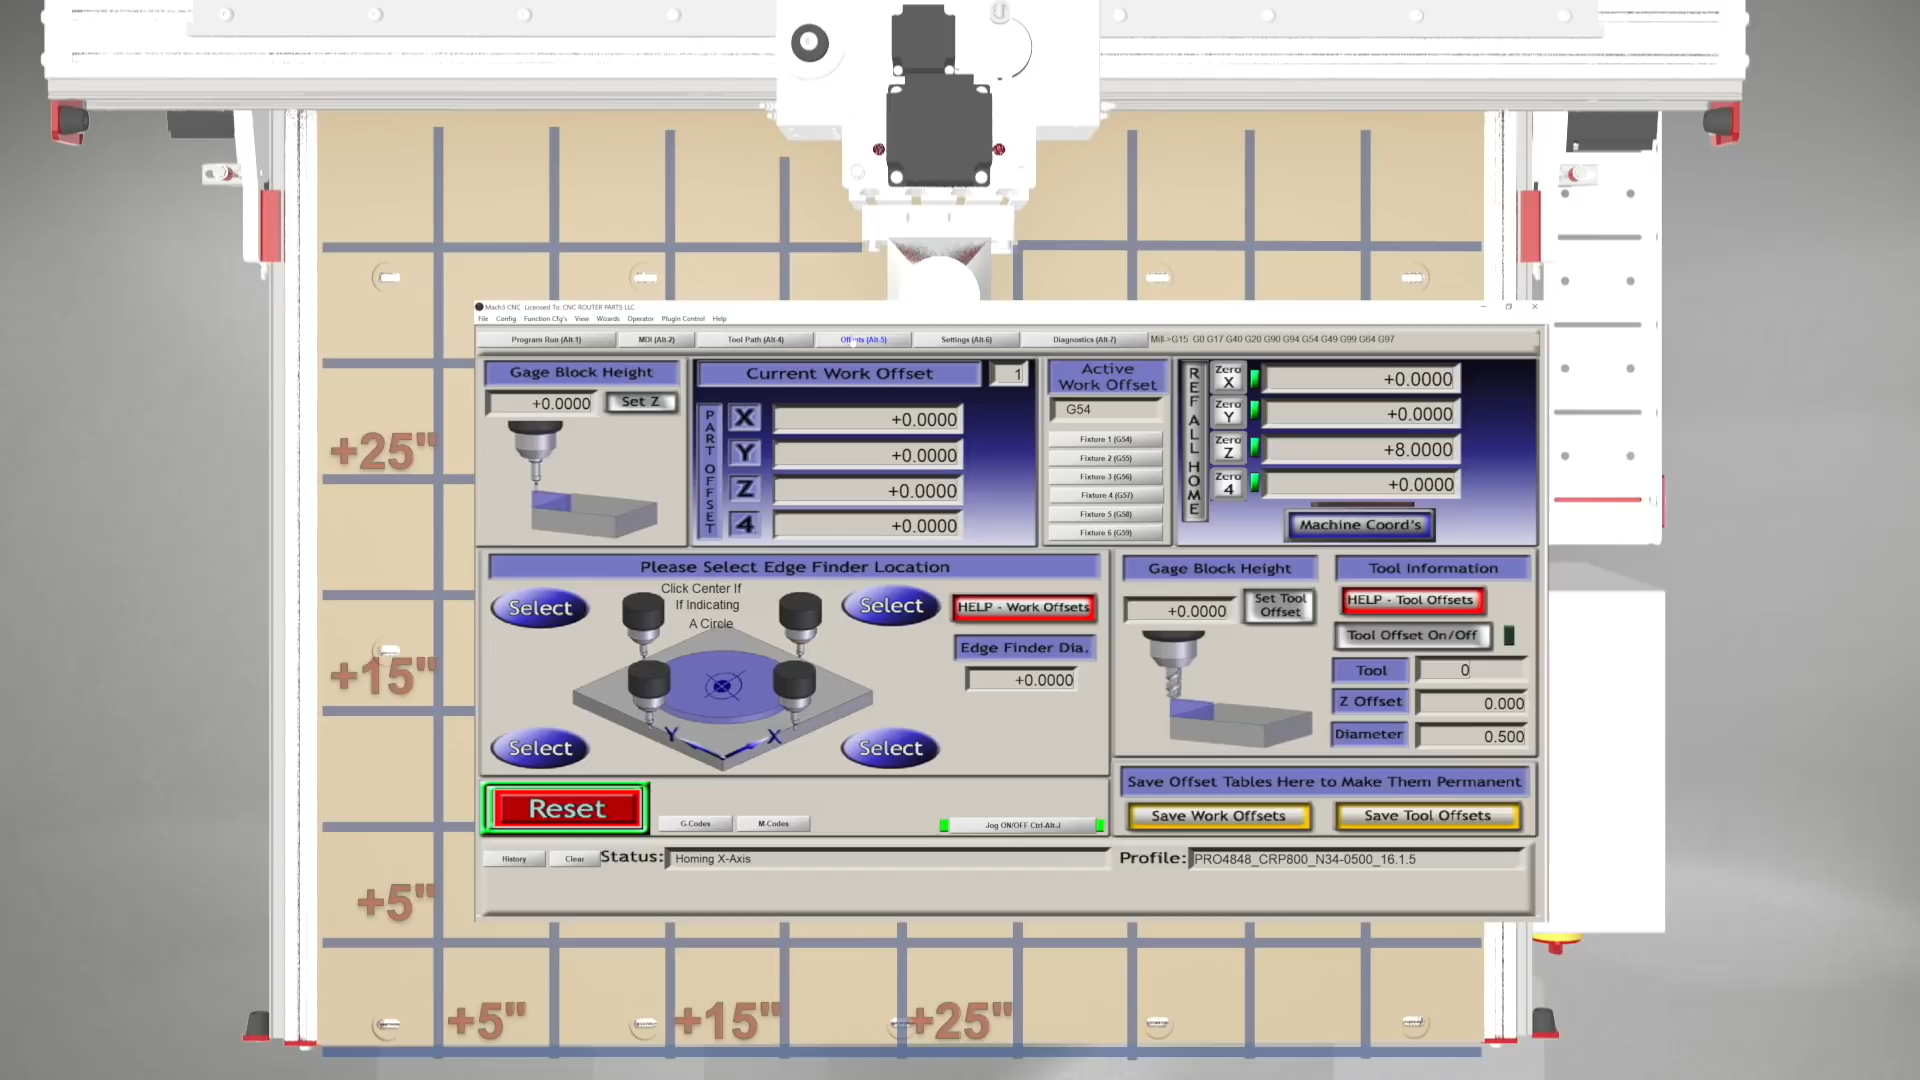 Mach3 CNC Licensed To: CNC ROUTER PARTS LLC
File Config Function Cfg's View Wizards Operator PlugIn Control Help
Program Run (Alt-1) MDI (Alt-2) Tool Path (Alt-4) Offsets (Alt-5) Settings (Alt-6) Diagnostics (Alt-7) Mill->G15 G0 G17 G40 G20 G90 G94 G54 G49 G99 G64 G97
Gage Block Height
+0.0000 Set Z
Current Work Offset 1
PART OFFSET
X +0.0000
Y +0.0000
Z +0.0000
4 +0.0000
Active
Work Offset
G54
Fixture 1 (G54)
Fixture 2 (G55)
Fixture 3 (G56)
Fixture 4 (G57)
Fixture 5 (G58)
Fixture 6 (G59)
REF ALL HOME
Zero X +0.0000
Zero Y +0.0000
Zero Z +8.0000
Zero 4 +0.0000
Machine Coord's
Please Select Edge Finder Location
Select
Click Center If
If Indicating
A Circle
Select
HELP - Work Offsets
Edge Finder Dia.
+0.0000
Y X
Select
Select
Gage Block Height
+0.0000
Set Tool
Offset
Tool Information
HELP - Tool Offsets
Tool Offset On/Off
Tool 0
Z Offset 0.000
Diameter 0.500
Reset
G-Codes M-Codes
Jog ON/OFF Ctrl-Alt-J
Save Offset Tables Here to Make Them Permanent
Save Work Offsets Save Tool Offsets
History Clear Status: Homing X-Axis
Profile: PRO4848_CRP800_N34-0500_16.1.5
+25"
+15"
+5"
+5" +15" +25"